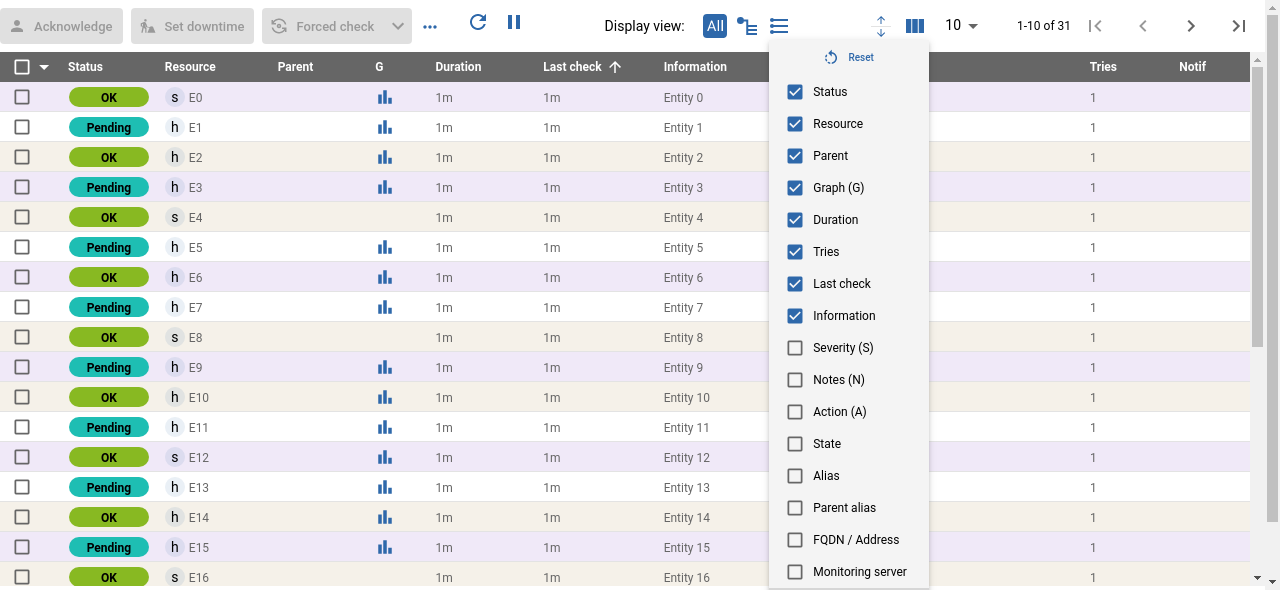 Acknowledge Set downtime Forced check Display view: All 10 1-10 of 31
Status Resource Parent G Duration Last check Information Tries Notif
OK s E0 1m 1m Entity 0 1
Pending h E1 1m 1m Entity 1 1
OK h E2 1m 1m Entity 2 1
Pending h E3 1m 1m Entity 3 1
OK s E4 1m 1m Entity 4 1
Pending h E5 1m 1m Entity 5 1
OK h E6 1m 1m Entity 6 1
Pending h E7 1m 1m Entity 7 1
OK s E8 1m 1m Entity 8 1
Pending h E9 1m 1m Entity 9 1
OK h E10 1m 1m Entity 10 1
Pending h E11 1m 1m Entity 11 1
OK s E12 1m 1m Entity 12 1
Pending h E13 1m 1m Entity 13 1
OK h E14 1m 1m Entity 14 1
Pending h E15 1m 1m Entity 15 1
OK s E16 1m 1m Entity 16 1
Reset
Status
Resource
Parent
Graph (G)
Duration
Tries
Last check
Information
Severity (S)
Notes (N)
Action (A)
State
Alias
Parent alias
FQDN / Address
Monitoring server